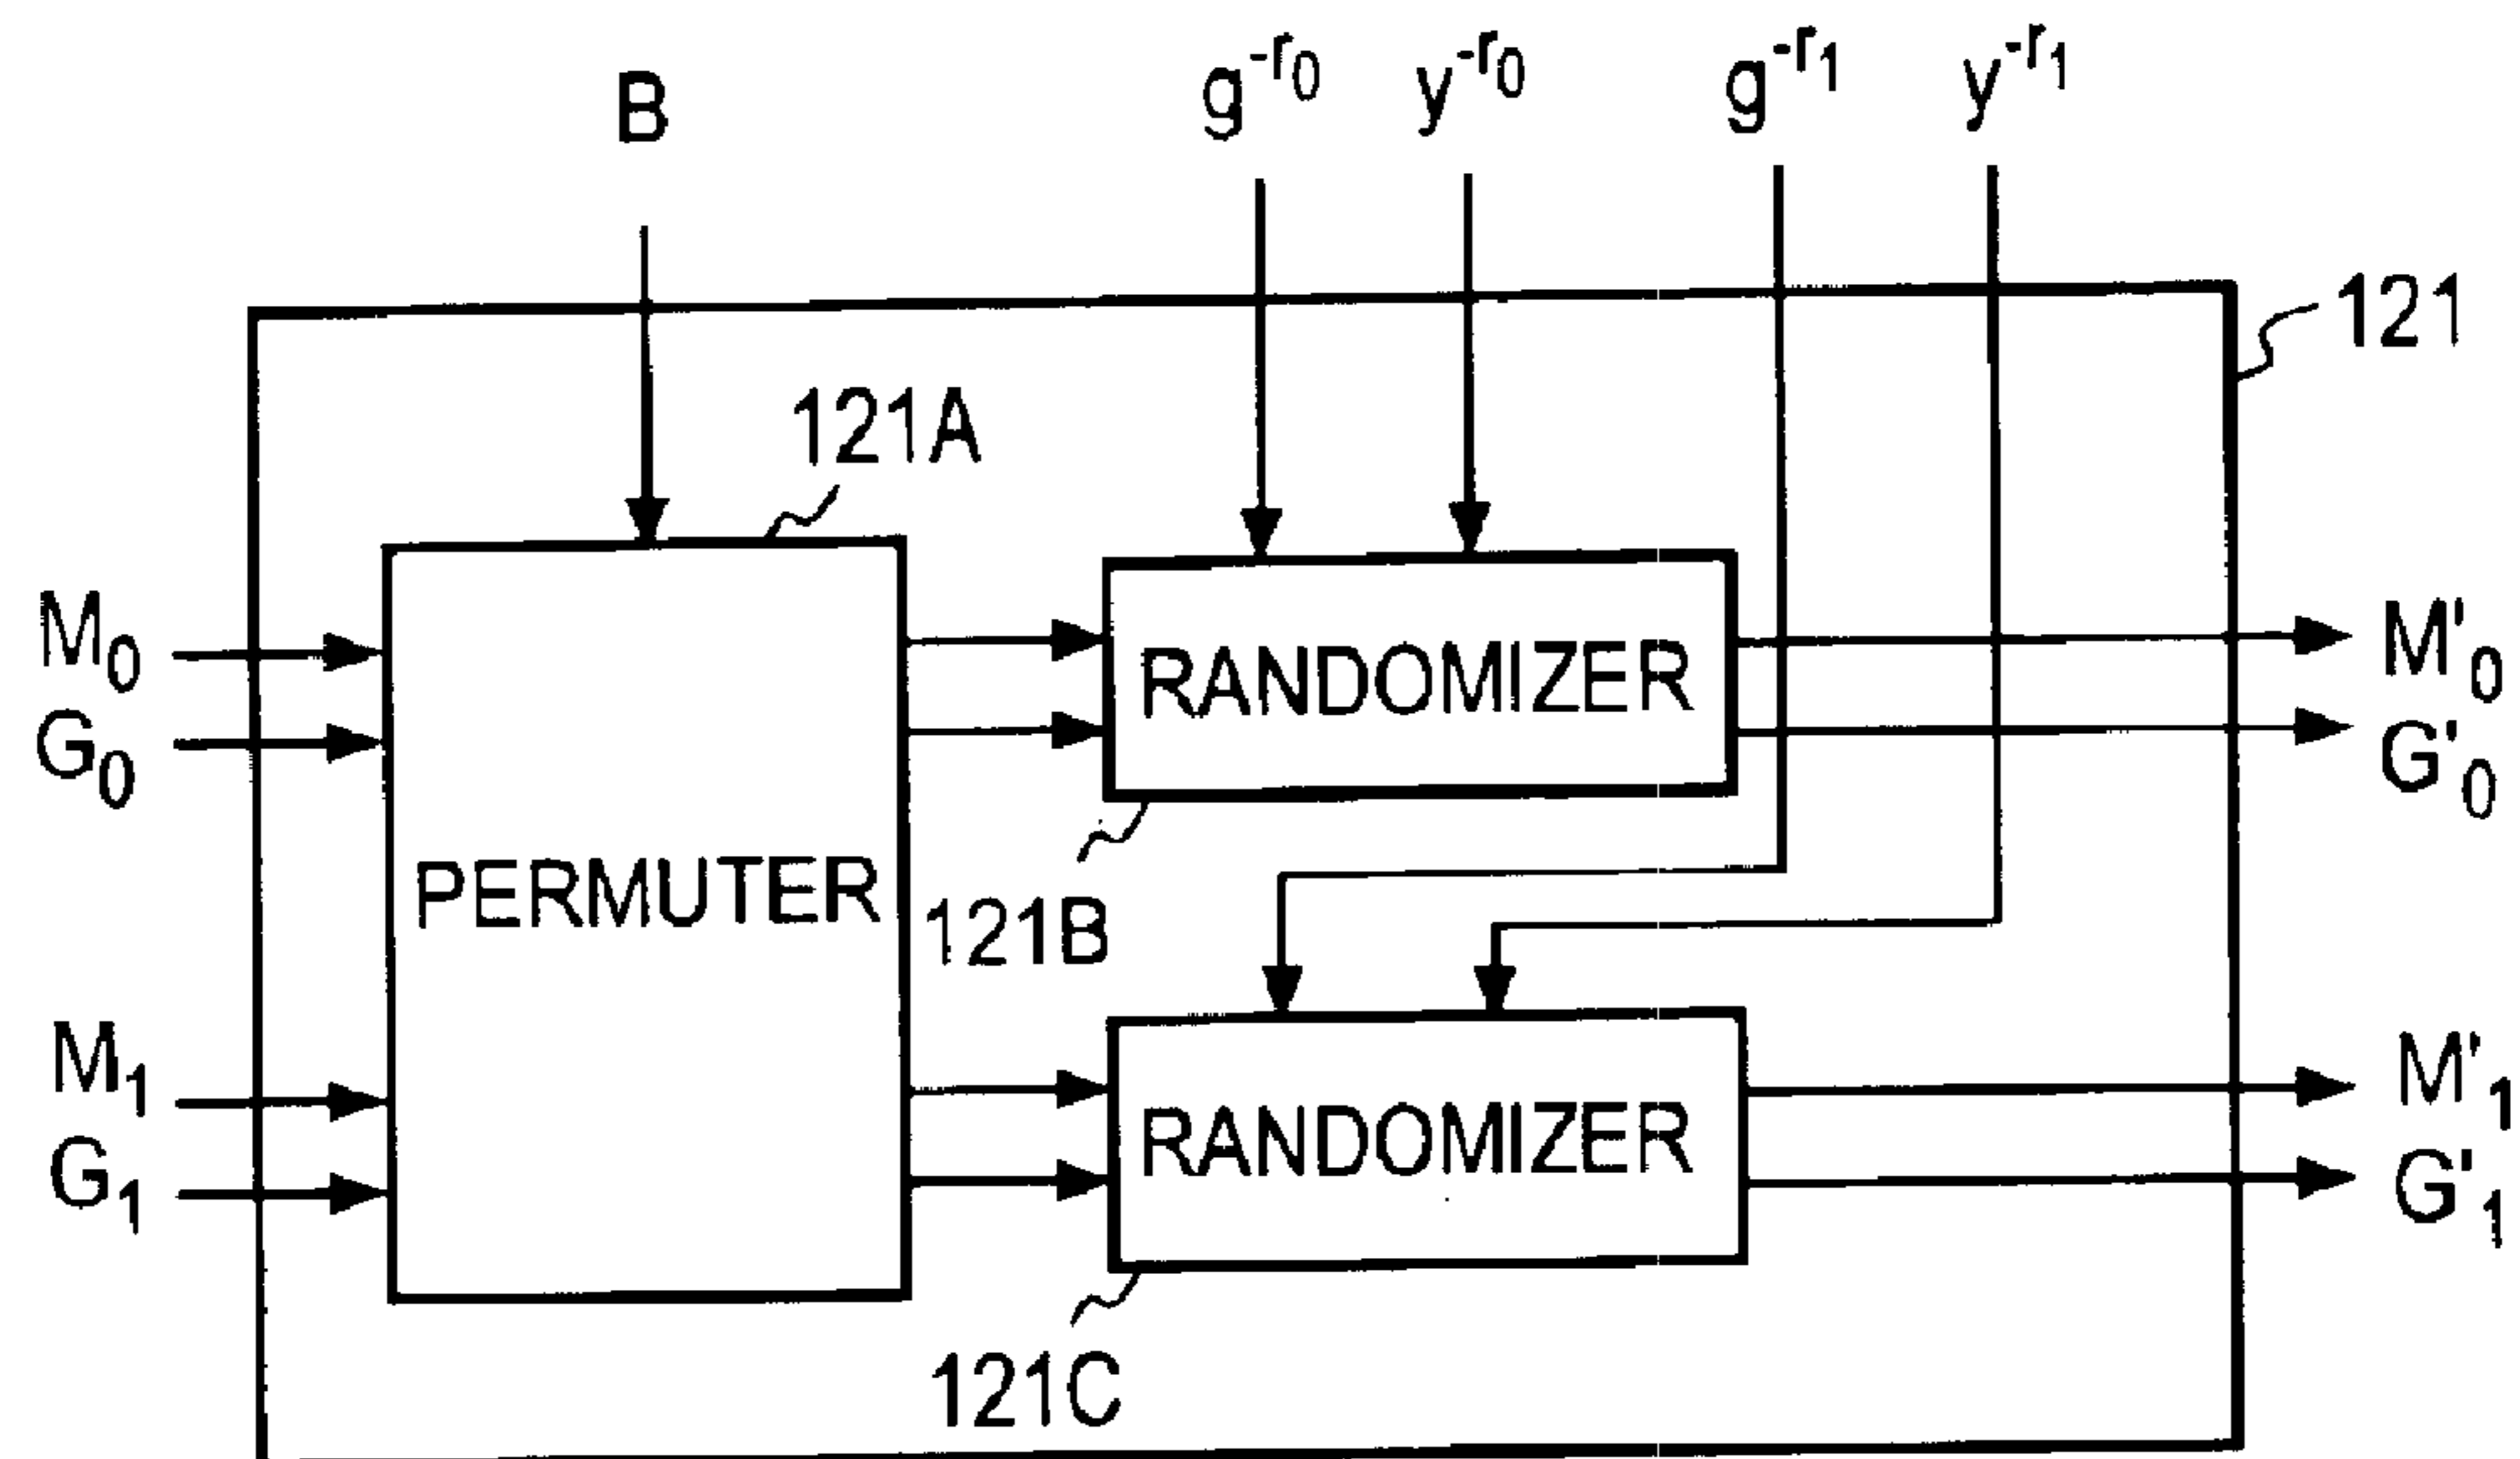 B
g^-r0
y^-r0
g^-r1
y^-r1
121
121A
M0
G0
RANDOMIZER
M'0
G'0
PERMUTER
121B
M1
G1
RANDOMIZER
M'1
G'1
121C